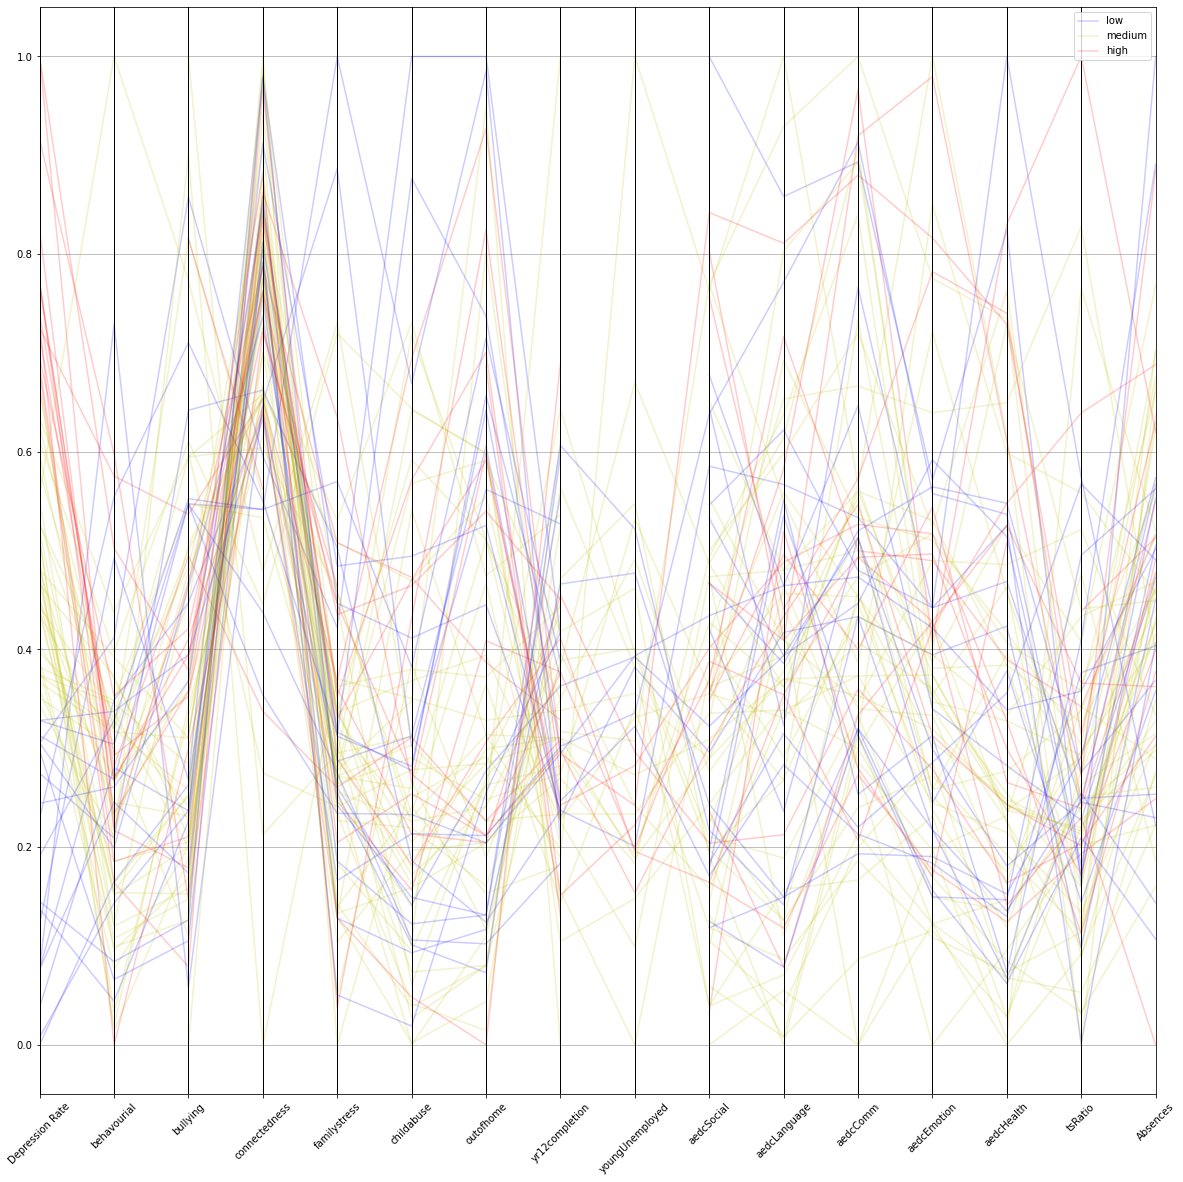 low
medium
high
1.0
0.8
0.6
0.4
0.2
0.0
Depression Rate
behavourial
bullying
connectedness
familystress
childabuse
outofhome
yr12completion
youngUnemployed
aedcSocial
aedcLanguage
aedcComm
aedcEmotion
aedcHealth
tsRatio
Absences